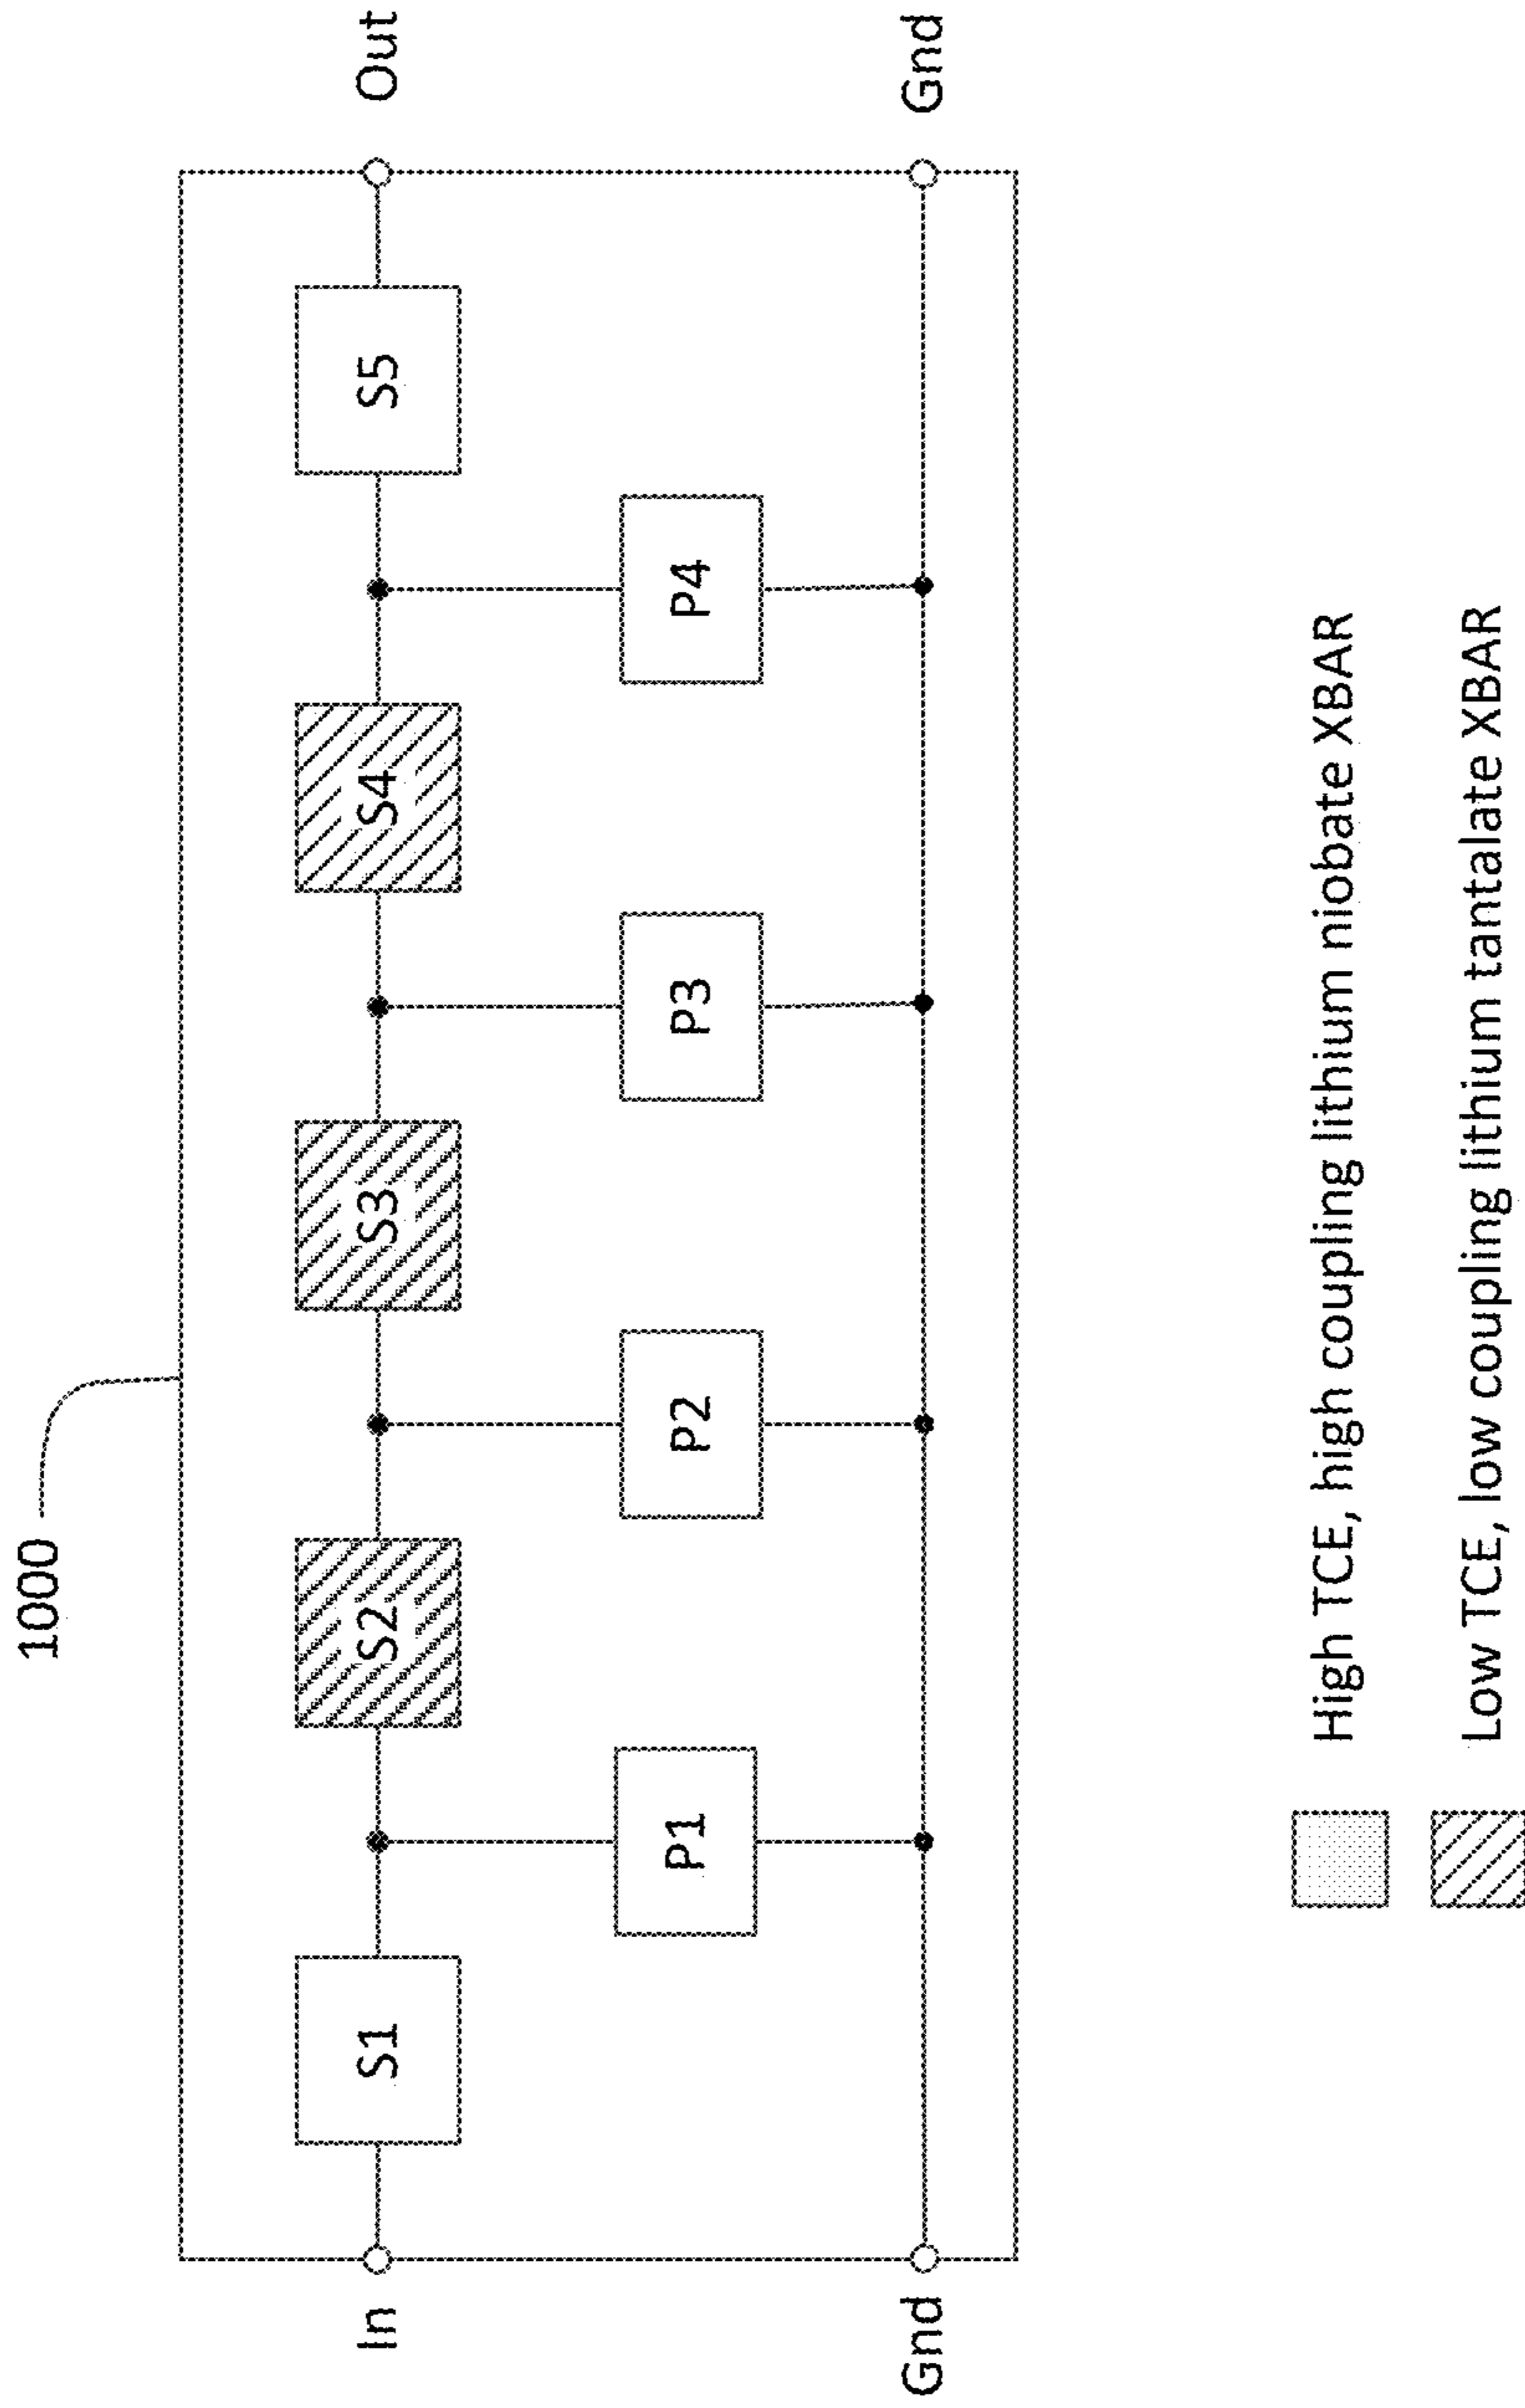 1000
In
S1
S2
S3
S4
S5
Out
P1
P2
P3
P4
Gnd
Gnd
High TCE, high coupling lithium niobate XBAR
Low TCE, low coupling lithium tantalate XBAR